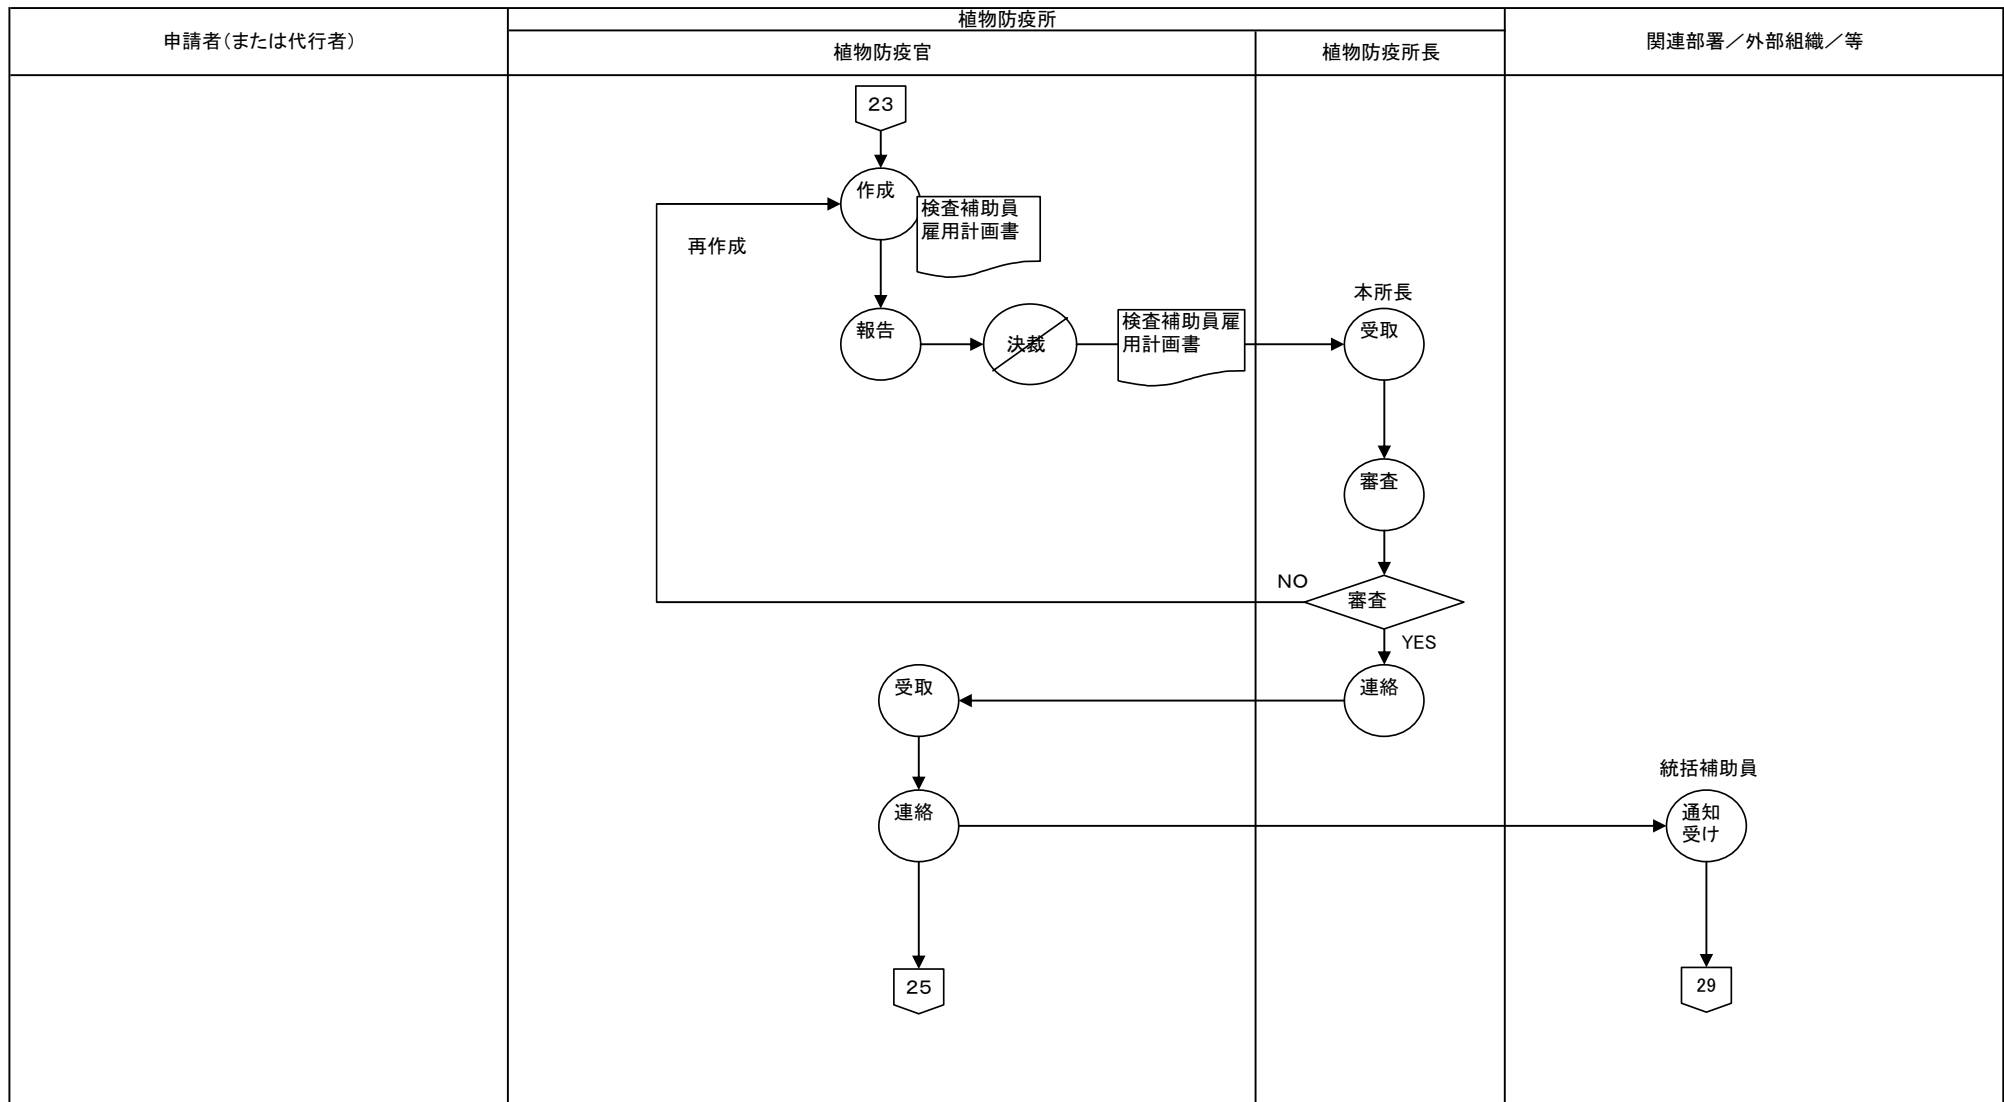 植物防疫所
申請者（または代行者）
植物防疫官
植物防疫所長
関連部署／外部組織／等
23
作成
検査補助員
雇用計画書
再作成
本所長
報告
決裁
検査補助員雇
用計画書
受取
審査
NO
審査
YES
受取
連絡
統括補助員
連絡
通知
受け
25
29